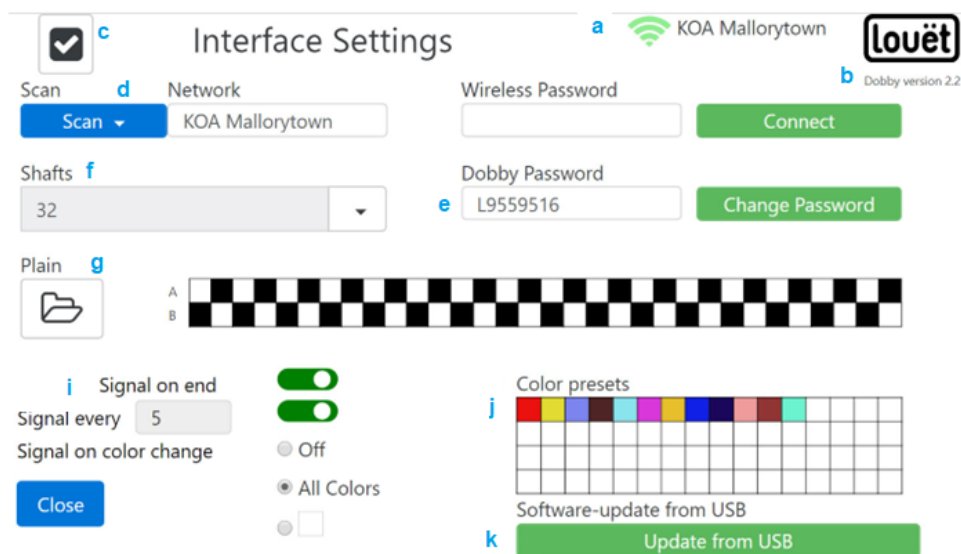 c
Interface Settings
a
KOA Mallorytown
louët
b
Dobby version 2.2
Scan
d
Network
Wireless Password
Scan
KOA Mallorytown
Connect
Shafts
f
Dobby Password
32
e
L9559516
Change Password
Plain
g
A
B
i
Signal on end
Color presets
j
Signal every
5
Signal on color change
Off
All Colors
Close
Software-update from USB
k
Update from USB